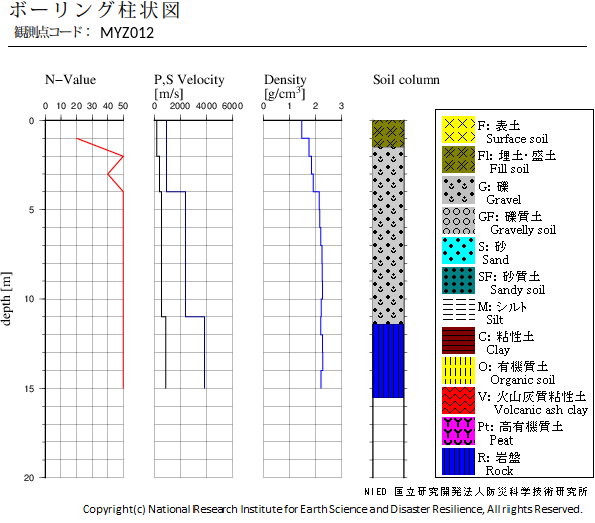 ボーリング柱状図
観測点コード： MYZ012
N−Value
P,S Velocity
[m/s]
Density
[g/cm3]
Soil column
0 10 20 30 40 50
0 2000 4000 6000
0 1 2 3
depth [m]
0
5
10
15
20
F: 表土
Surface soil
Fl: 埋土・盛土
Fill soil
G: 礫
Gravel
GF: 礫質土
Gravelly soil
S: 砂
Sand
SF: 砂質土
Sandy soil
M: シルト
Silt
C: 粘性土
Clay
O: 有機質土
Organic soil
V: 火山灰質粘性土
Volcanic ash clay
Pt: 高有機質土
Peat
R: 岩盤
Rock
NIED 国立研究開発法人防災科学技術研究所
Copyright(c) National Research Institute for Earth Science and Disaster Resilience, All rights Reserved.